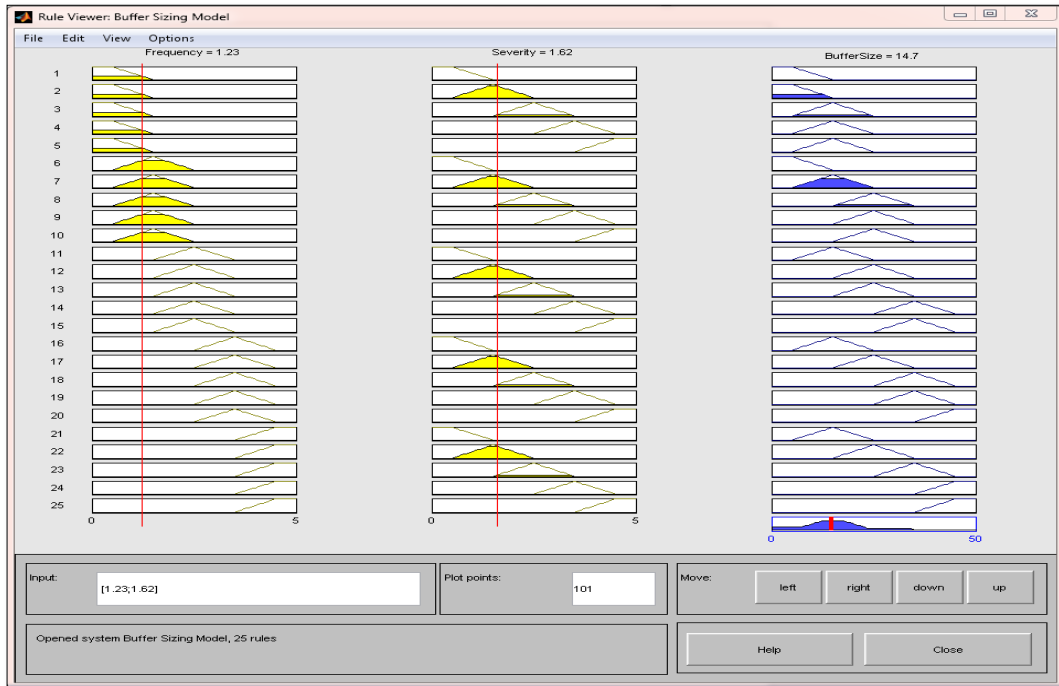 Rule Viewer: Buffer Sizing Model
File Edit View Options
Frequency = 1.23
Severity = 1.62
BufferSize = 14.7
1
2
3
4
5
6
7
8
9
10
11
12
13
14
15
16
17
18
19
20
21
22
23
24
25
0 5
0 5
0 50
Input:
[1.23;1.62]
Plot points:
101
Move:
left right down up
Opened system Buffer Sizing Model, 25 rules
Help Close